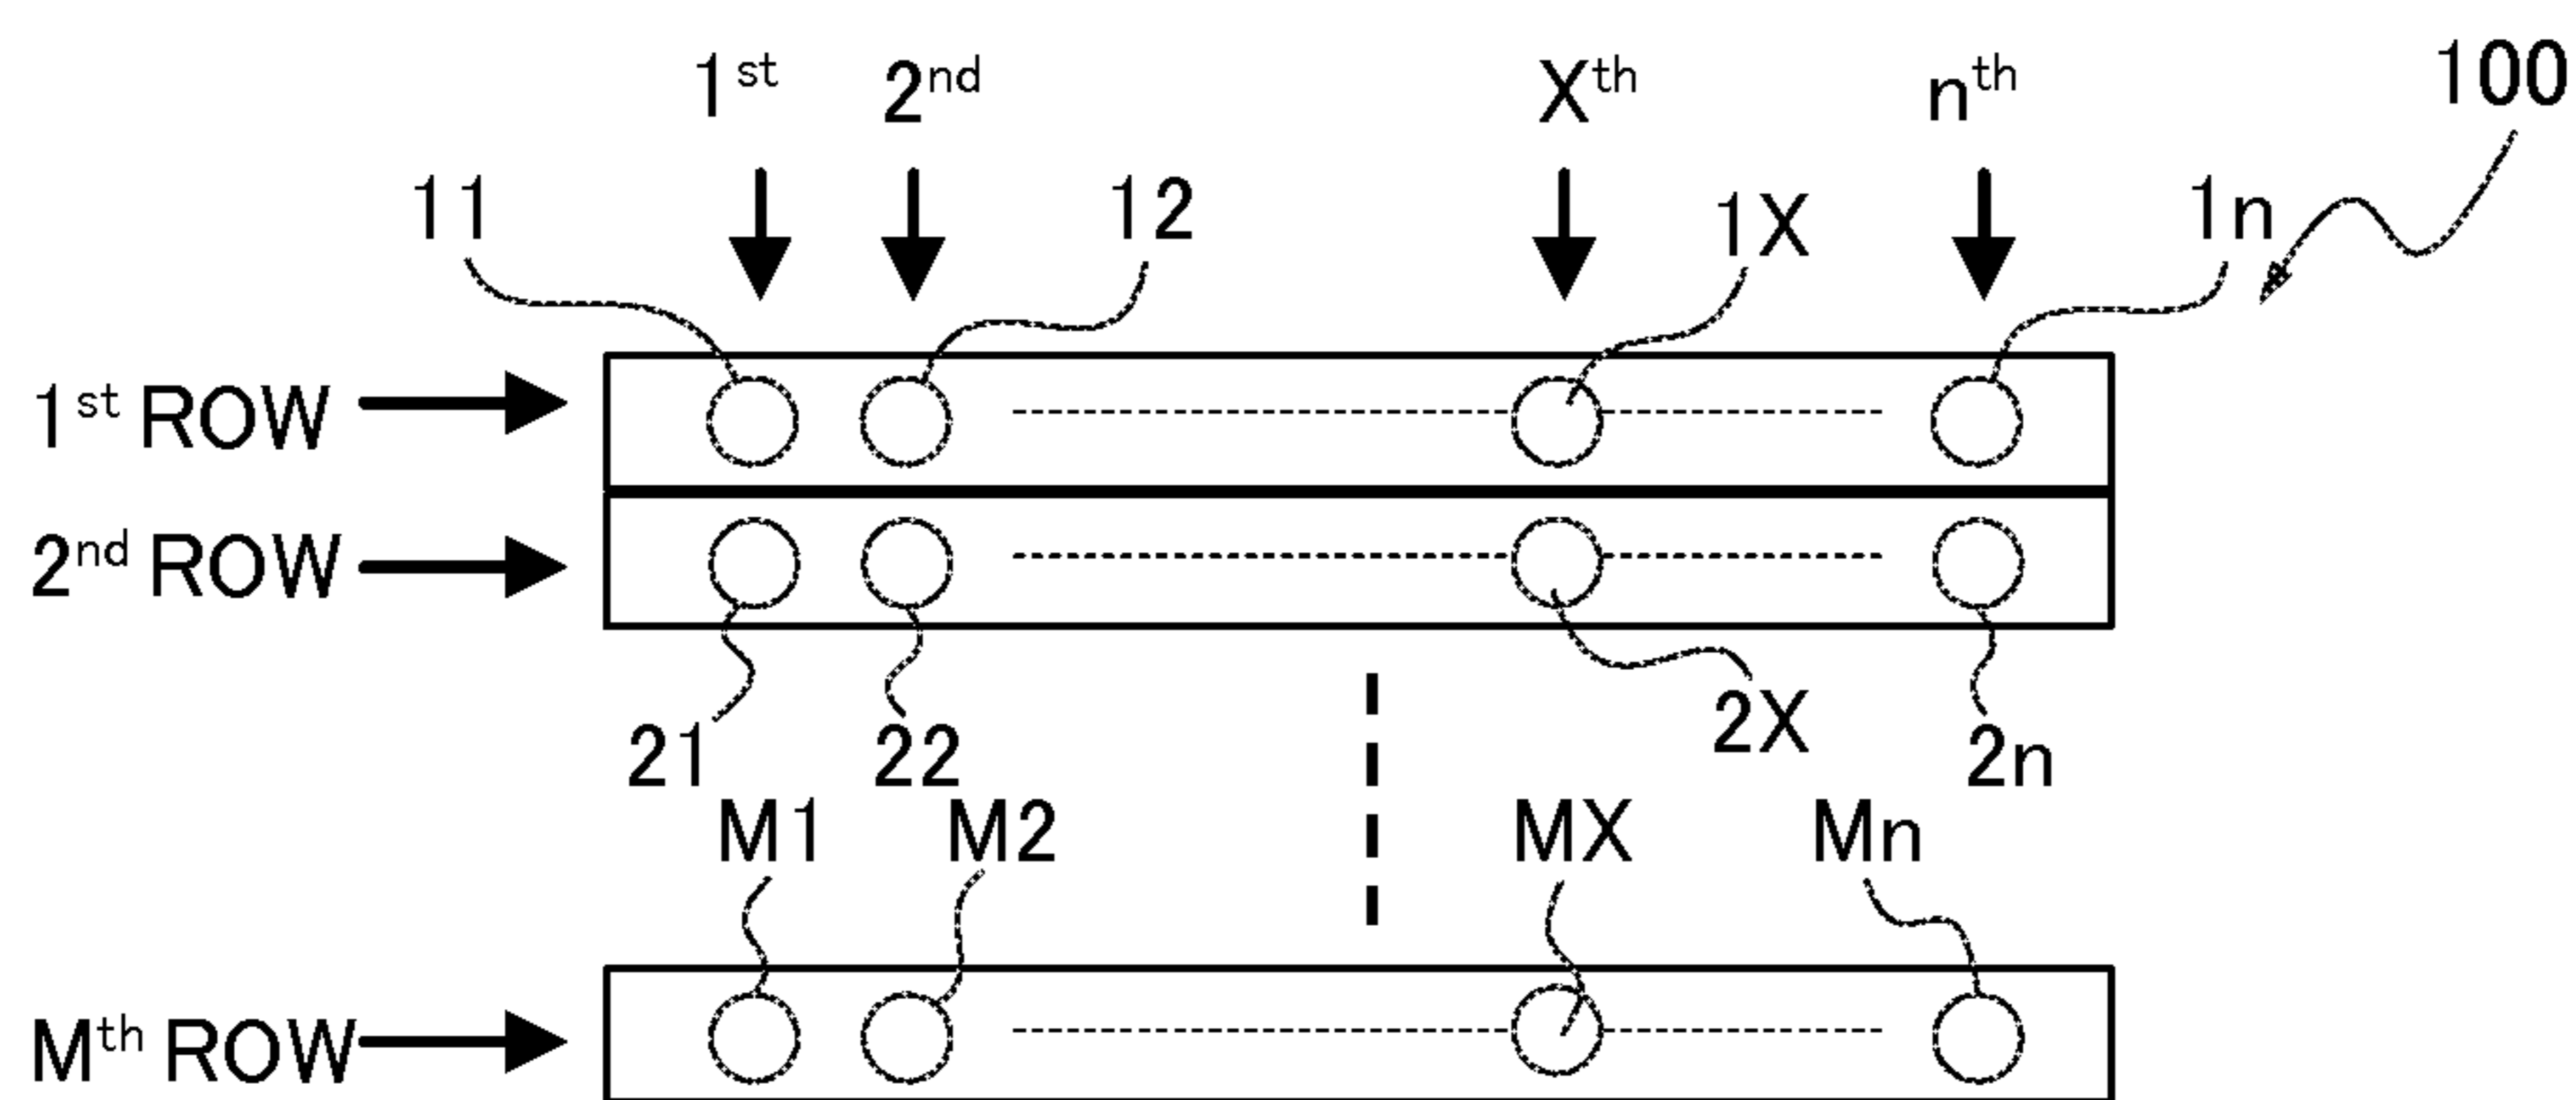 1st 2nd Xth nth 100
11 12 1X 1n
1st ROW
2nd ROW
21 22 2X 2n
M1 M2 MX Mn
Mth ROW